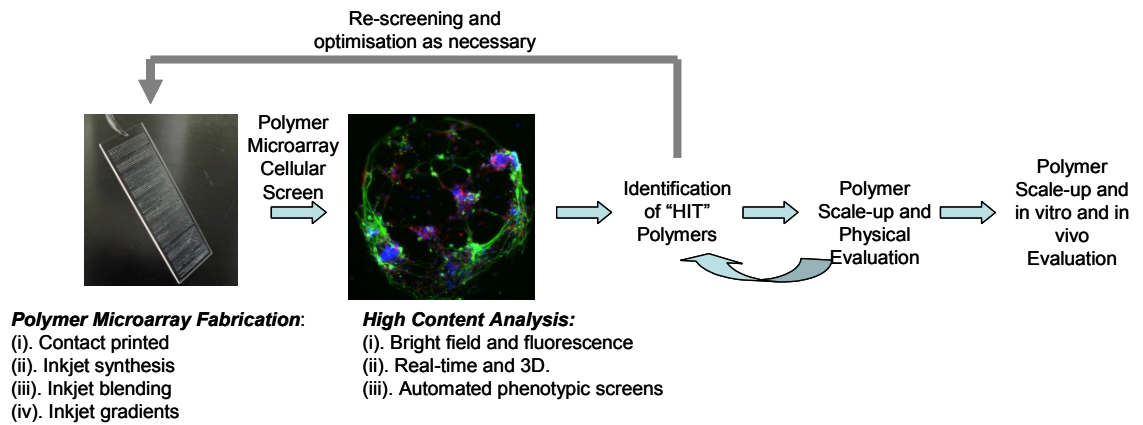 Re-screening and
optimisation as necessary
Polymer
Microarray
Cellular
Screen
Identification
of “HIT”
Polymers
Polymer
Scale-up and
Physical
Evaluation
Polymer
Scale-up and
in vitro and in
vivo
Evaluation
Polymer Microarray Fabrication:
(i). Contact printed
(ii). Inkjet synthesis
(iii). Inkjet blending
(iv). Inkjet gradients
High Content Analysis:
(i). Bright field and fluorescence
(ii). Real-time and 3D.
(iii). Automated phenotypic screens